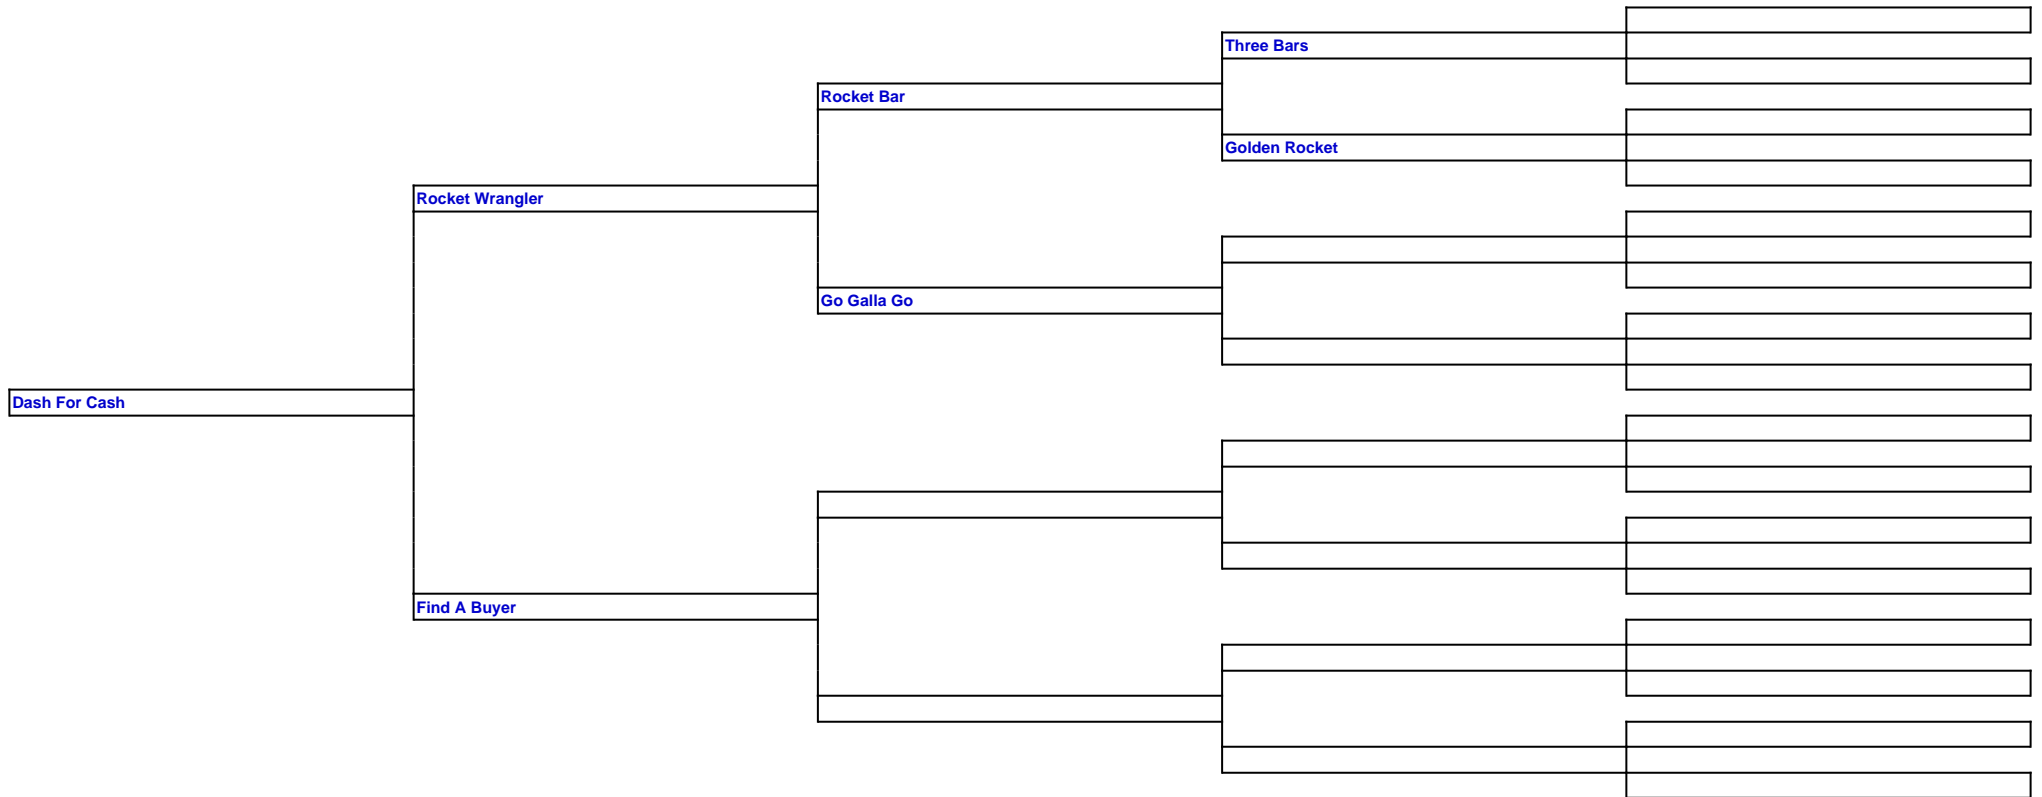 Three Bars
Rocket Bar
Golden Rocket
Rocket Wrangler
Go Galla Go
Dash For Cash
Find A Buyer